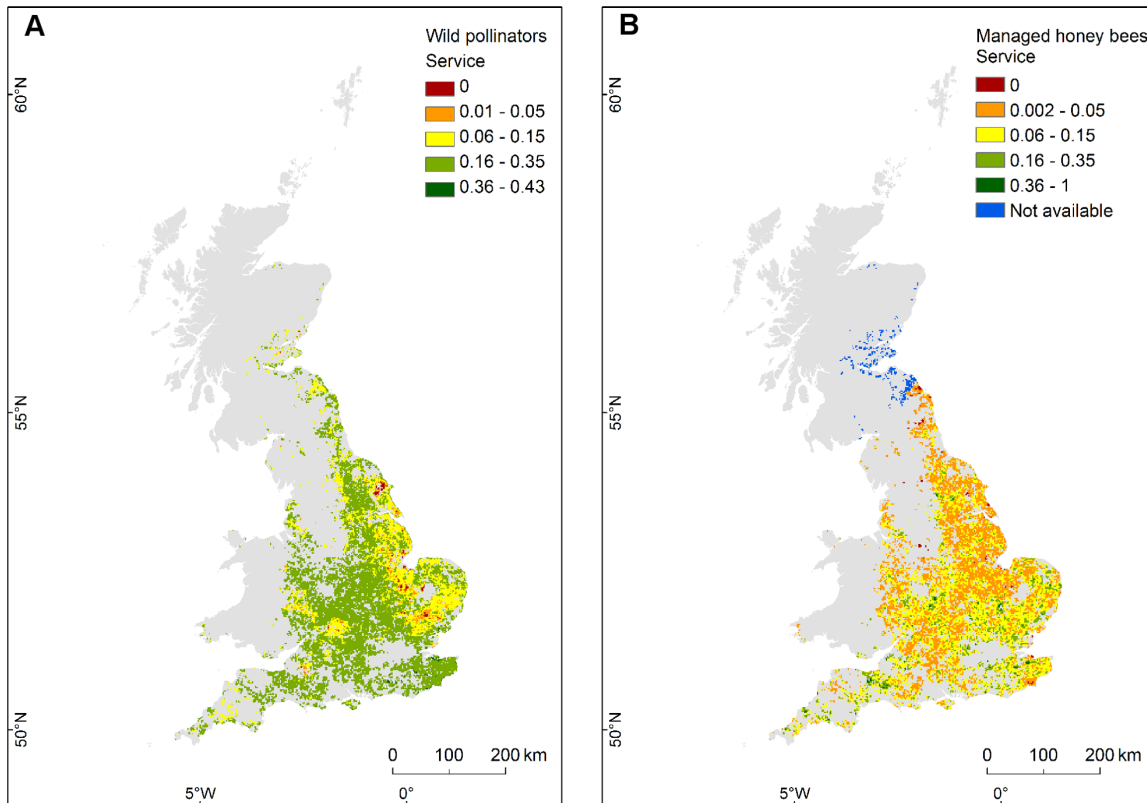 A
Wild pollinators
Service
0
0.01 - 0.05
0.06 - 0.15
0.16 - 0.35
0.36 - 0.43
60°N
55°N
50°N
0 100 200 km
5°W 0°
B
Managed honey bees
Service
0
0.002 - 0.05
0.06 - 0.15
0.16 - 0.35
0.36 - 1
Not available
60°N
55°N
50°N
0 100 200 km
5°W 0°